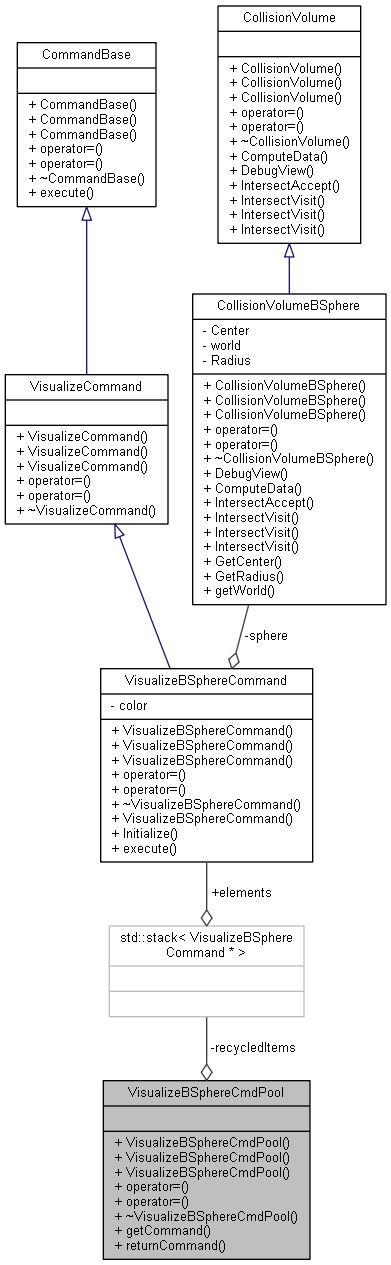 CollisionVolume
+ CollisionVolume()
+ CollisionVolume()
+ CollisionVolume()
+ operator=()
+ operator=()
+ ~CollisionVolume()
+ ComputeData()
+ DebugView()
+ IntersectAccept()
+ IntersectVisit()
+ IntersectVisit()
+ IntersectVisit()
CommandBase
+ CommandBase()
+ CommandBase()
+ CommandBase()
+ operator=()
+ operator=()
+ ~CommandBase()
+ execute()
CollisionVolumeBSphere
- Center
- world
- Radius
+ CollisionVolumeBSphere()
+ CollisionVolumeBSphere()
+ CollisionVolumeBSphere()
+ operator=()
+ operator=()
+ ~CollisionVolumeBSphere()
+ DebugView()
+ ComputeData()
+ IntersectAccept()
+ IntersectVisit()
+ IntersectVisit()
+ IntersectVisit()
+ GetCenter()
+ GetRadius()
+ getWorld()
VisualizeCommand
+ VisualizeCommand()
+ VisualizeCommand()
+ VisualizeCommand()
+ operator=()
+ operator=()
+ ~VisualizeCommand()
-sphere
VisualizeBSphereCommand
- color
+ VisualizeBSphereCommand()
+ VisualizeBSphereCommand()
+ VisualizeBSphereCommand()
+ operator=()
+ operator=()
+ ~VisualizeBSphereCommand()
+ VisualizeBSphereCommand()
+ Initialize()
+ execute()
+elements
std::stack< VisualizeBSphere
Command * >
-recycledItems
VisualizeBSphereCmdPool
+ VisualizeBSphereCmdPool()
+ VisualizeBSphereCmdPool()
+ VisualizeBSphereCmdPool()
+ operator=()
+ operator=()
+ ~VisualizeBSphereCmdPool()
+ getCommand()
+ returnCommand()